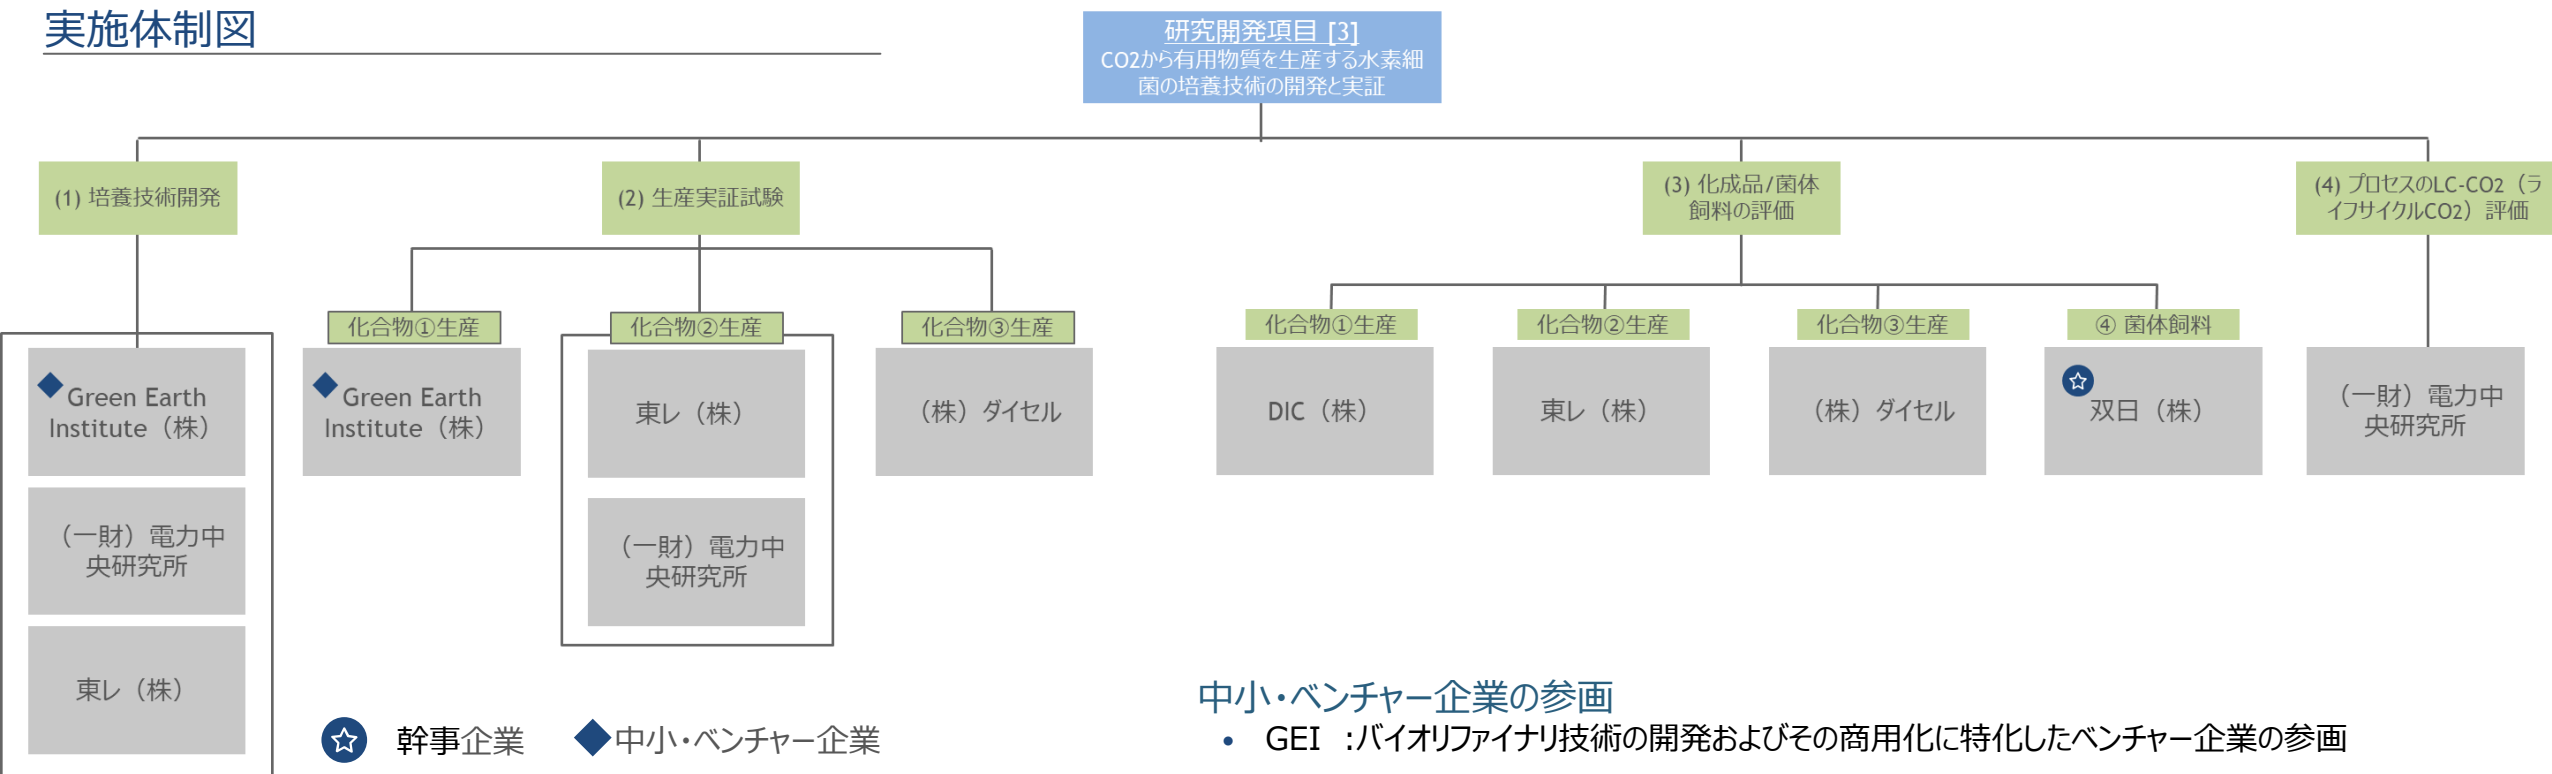 実施体制図
研究開発項目 [3]
CO2から有用物質を生産する水素細
菌の培養技術の開発と実証
(1) 培養技術開発
(2) 生産実証試験
(3) 化成品/菌体
飼料の評価
(4) プロセスのLC-CO2（ラ
イフサイクルCO2）評価
化合物①生産
化合物②生産
化合物③生産
化合物①生産
化合物②生産
化合物③生産
④ 菌体飼料
Green Earth
Institute（株）
Green Earth
Institute（株）
東レ（株）
（株）ダイセル
DIC（株）
東レ（株）
（株）ダイセル
双日（株）
（一財）電力中
央研究所
（一財）電力中
央研究所
（一財）電力中
央研究所
東レ（株）
幹事企業
中小・ベンチャー企業
中小・ベンチャー企業の参画
• GEI ：バイオリファイナリ技術の開発およびその商用化に特化したベンチャー企業の参画